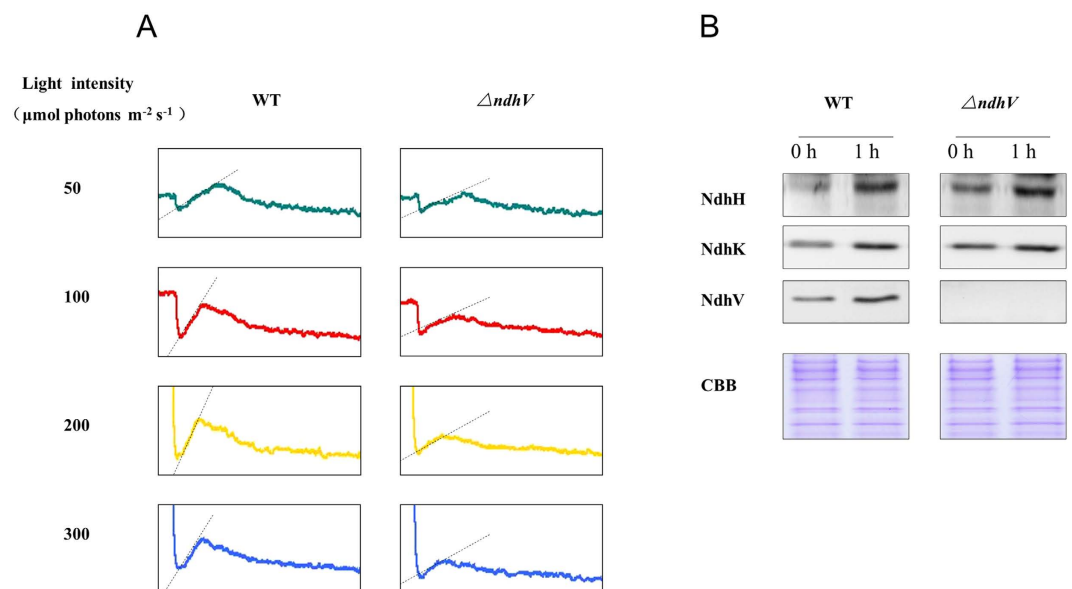 A
B
Light intensity
（µmol photons m⁻² s⁻¹ ）
WT
△ndhV
50
100
200
300
WT
△ndhV
0 h 1 h 0 h 1 h
NdhH
NdhK
NdhV
CBB